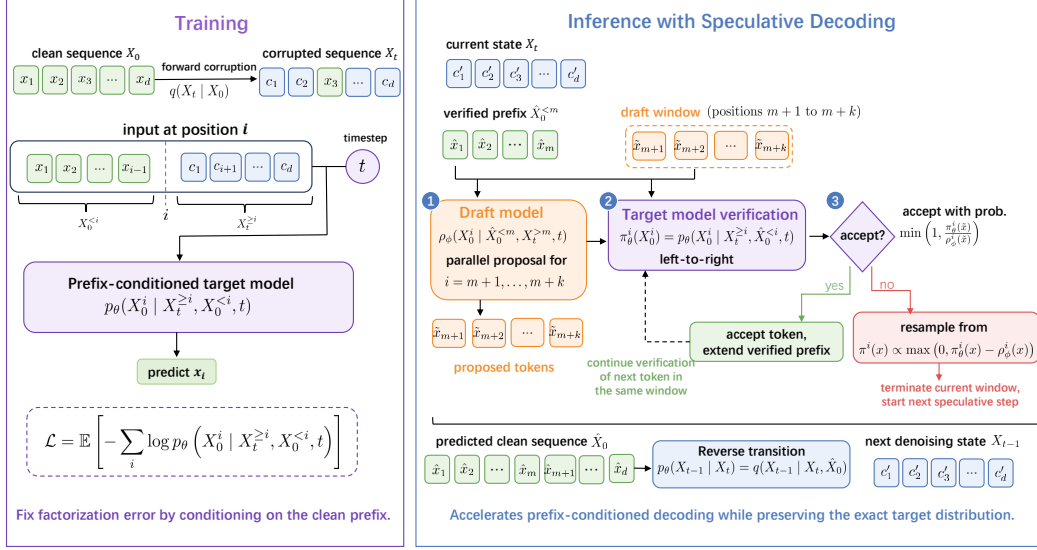 Training
clean sequence X_0
corrupted sequence X_t
x_1 x_2 x_3 ... x_d
forward corruption
q(X_t | X_0)
c_1 c_2 x_3 ... c_d
input at position i
timestep
x_1 x_2 ... x_{i-1}
c_1 c_{i+1} ... c_d
t
X_0^{<i}
i
X_t^{≥i}
Prefix-conditioned target model
p_θ(X_0^i | X_t^{≥i}, X_0^{<i}, t)
predict x_i
L = E [ - ∑_i log p_θ ( X_0^i | X_t^{≥i}, X_0^{<i}, t ) ]
Fix factorization error by conditioning on the clean prefix.
Inference with Speculative Decoding
current state X_t
c'_1 c'_2 c'_3 ... c'_d
verified prefix X̂_0^{<m}
draft window (positions m + 1 to m + k)
x̂_1 x̂_2 ... x̂_m
x̃_{m+1} x̃_{m+2} ... x̃_{m+k}
1
Draft model
ρ_ϕ(X_0^i | X̂_0^{<m}, X_t^{>m}, t)
parallel proposal for
i = m + 1, . . . , m + k
2
Target model verification
π_θ^i(X_0^i) = p_θ(X_0^i | X_t^{≥i}, X̂_0^{<i}, t)
left-to-right
3
accept?
accept with prob.
min (1, π_θ^i(x̃) / ρ_ϕ^i(x̃))
yes
no
x̃_{m+1} x̃_{m+2} ... x̃_{m+k}
proposed tokens
accept token,
extend verified prefix
resample from
π^i(x) ∝ max (0, π_θ^i(x) − ρ_ϕ^i(x))
continue verification
of next token in
the same window
terminate current window,
start next speculative step
predicted clean sequence X̂_0
x̂_1 x̂_2 ... x̂_m x̂_{m+1} ... x̂_d
Reverse transition
p_θ(X_{t−1} | X_t) = q(X_{t−1} | X_t, X̂_0)
next denoising state X_{t−1}
c'_1 c'_2 c'_3 ... c'_d
Accelerates prefix-conditioned decoding while preserving the exact target distribution.